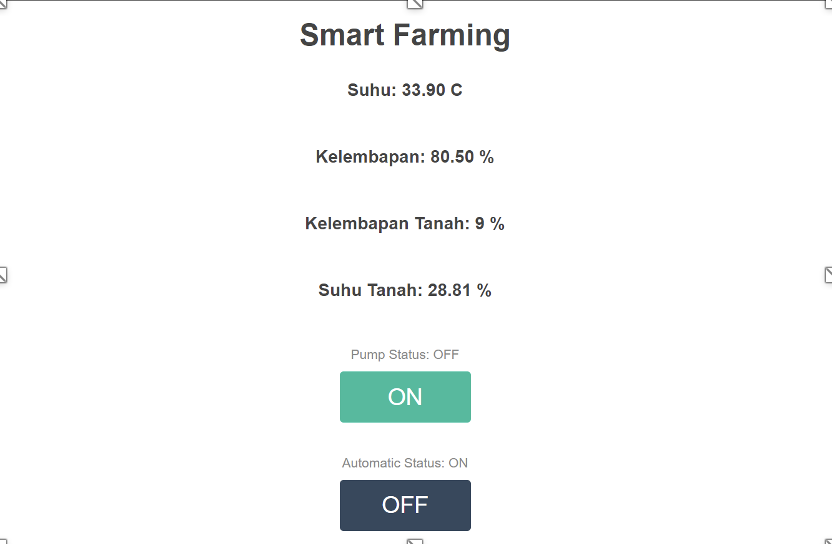 Smart Farming
Suhu: 33.90 C
Kelembapan: 80.50 %
Kelembapan Tanah: 9 %
Suhu Tanah: 28.81 %
Pump Status: OFF
ON
Automatic Status: ON
OFF